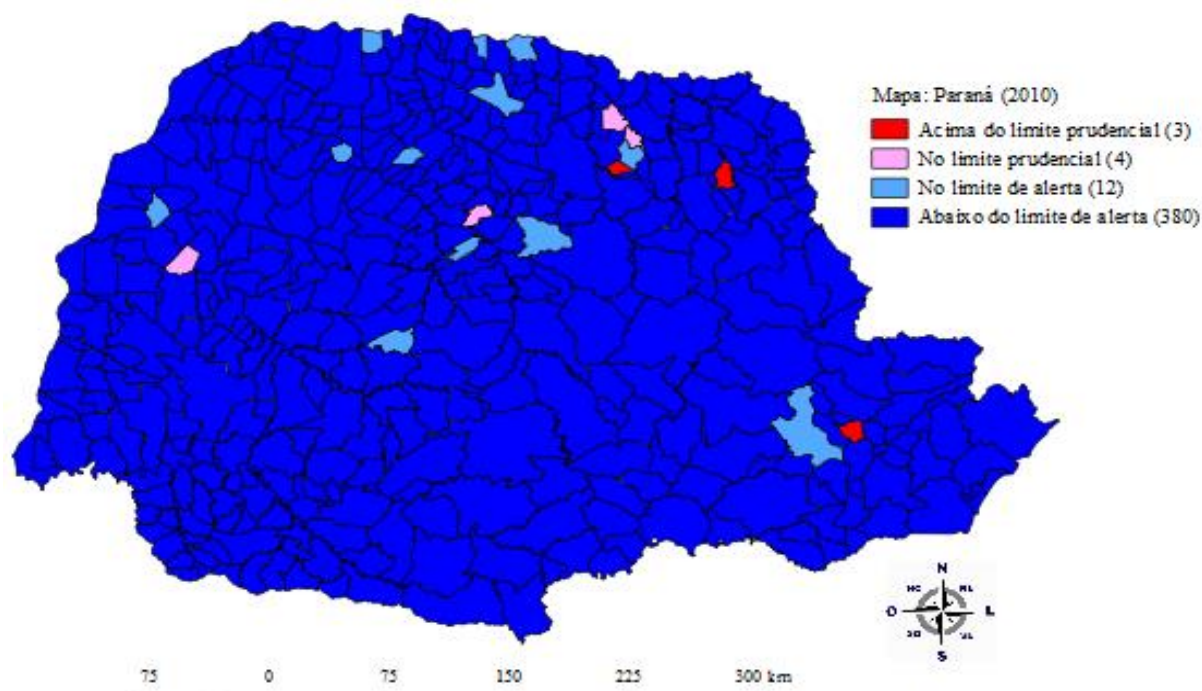 Mapa: Paraná (2010)
Acima do limite prudencial (3)
No limite prudencial (4)
No limite de alerta (12)
Abaixo do limite de alerta (380)
N
O
L
S
75 0 75 150 225 300 km